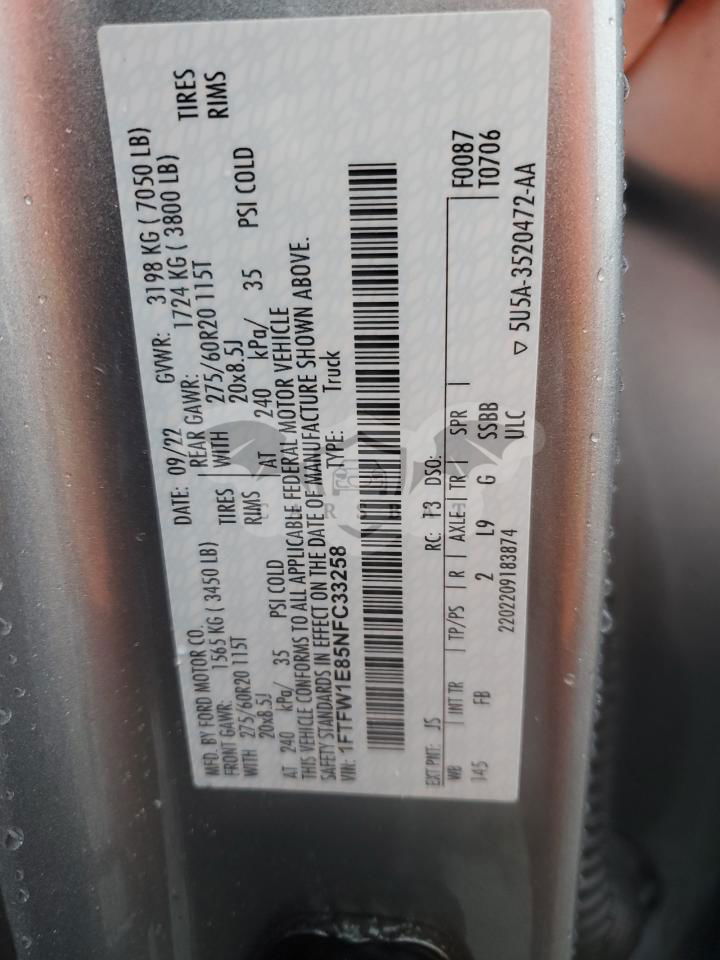 MFD. BY FORD MOTOR CO.
DATE: 09/22 GVWR: 3198 KG ( 7050 LB)
FRONT GAWR: 1565 KG ( 3450 LB) REAR GAWR: 1724 KG ( 3800 LB)
WITH 275/60R20 115T TIRES WITH 275/60R20 115T TIRES
20x8.5J RIMS 20x8.5J RIMS
AT 240 kPa/ 35 PSI COLD AT 240 kPa/ 35 PSI COLD
THIS VEHICLE CONFORMS TO ALL APPLICABLE FEDERAL MOTOR VEHICLE
SAFETY STANDARDS IN EFFECT ON THE DATE OF MANUFACTURE SHOWN ABOVE.
VIN: 1FTFW1E85NFC33258 TYPE: Truck
EXT PNT: JS RC: 13 DSO: F0087
WB INT TR TP/PS R AXLE TR SPR T0706
145 FB 2 L9 G SSBB
2202209183874 ULC
▽ 5U5A-3520472-AA